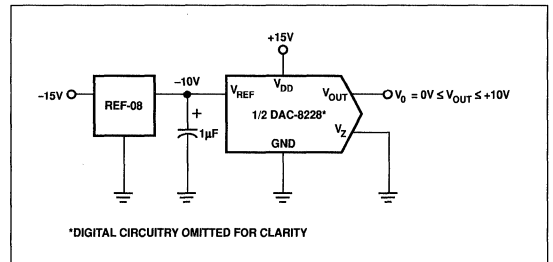 +15V
–15V
REF-08
–10V
+
1µF
V_REF
V_DD
V_OUT
1/2 DAC-8228*
V_Z
GND
V_0 = 0V ≤ V_OUT ≤ +10V
*DIGITAL CIRCUITRY OMITTED FOR CLARITY